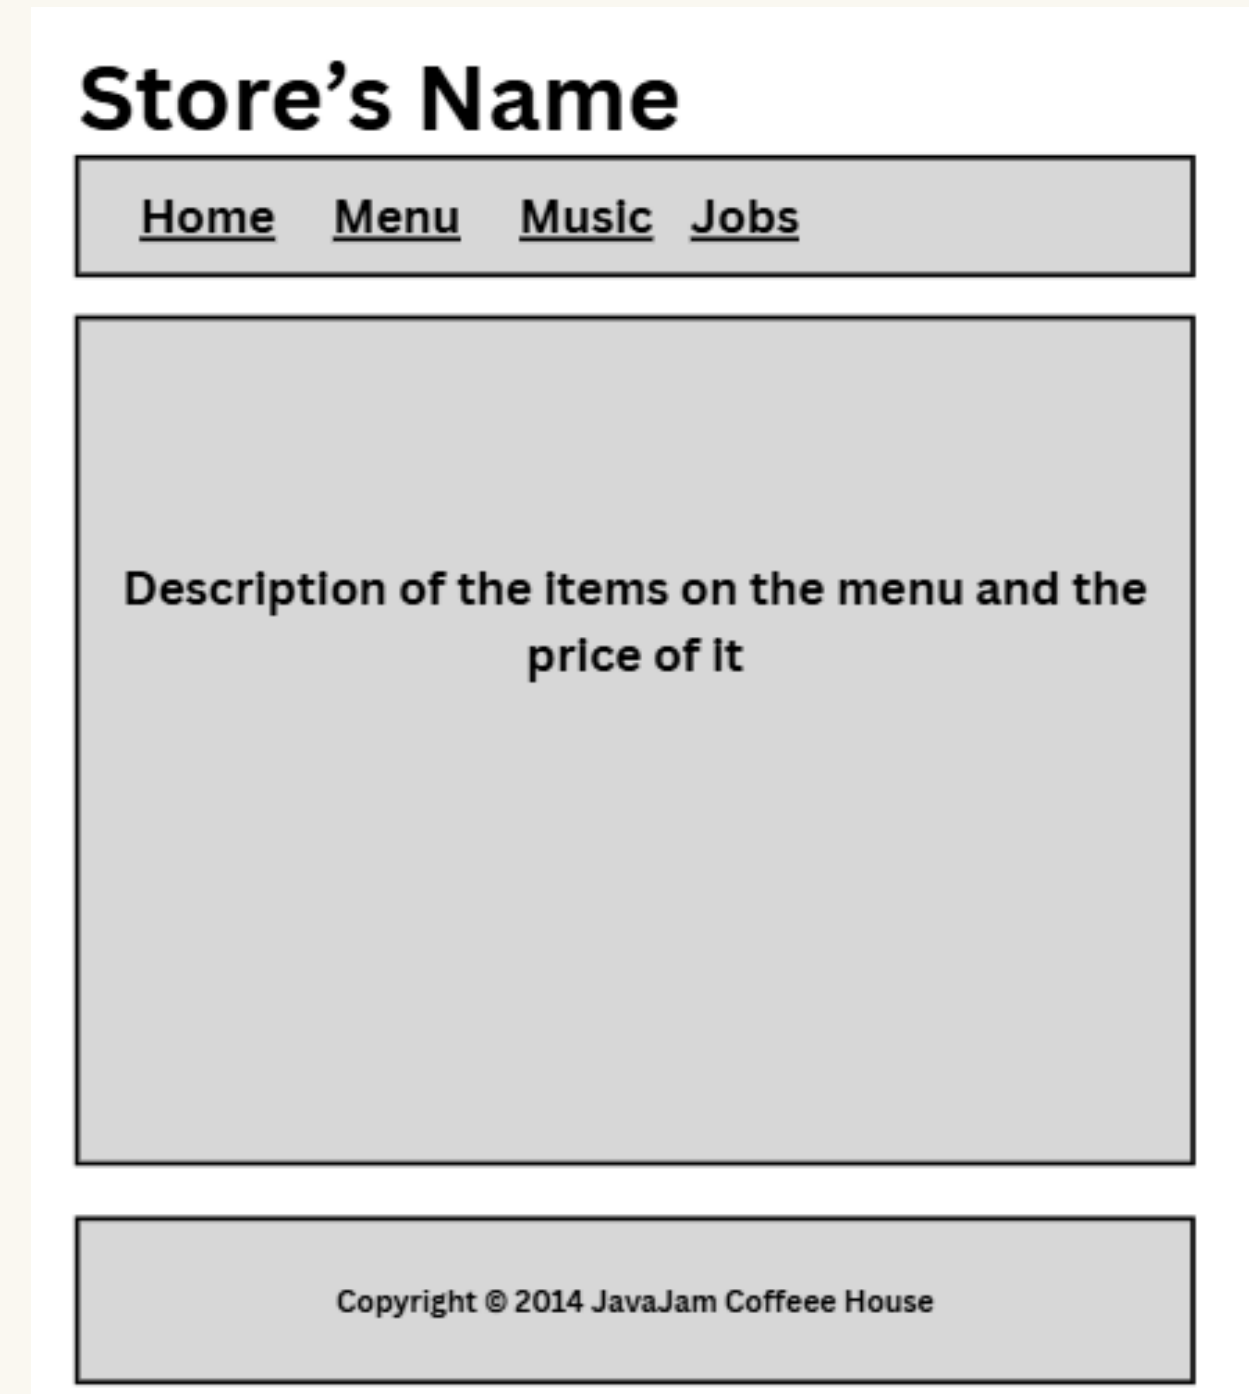 Store’s Name
Home Menu Music Jobs
Description of the items on the menu and the
price of it
Copyright © 2014 JavaJam Coffeee House